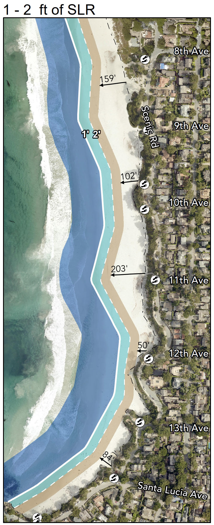 1 - 2 ft of SLR
8th Ave
159'
Scenic Rd
9th Ave
1' 2'
102'
10th Ave
203'
11th Ave
50'
12th Ave
13th Ave
84'
Santa Lucia Ave